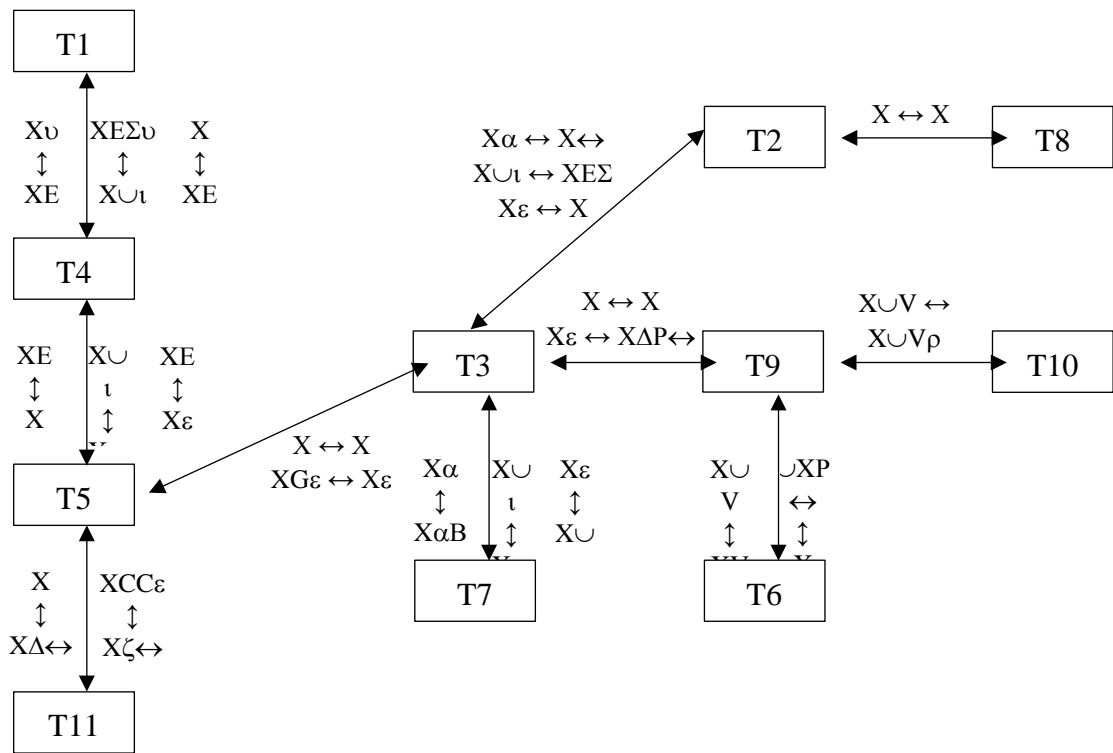 T1
Xυ
↕
XE
XEΣυ
↕
X∪ι
X
↕
XE
T4
XE
↕
X
X∪
ι
↕
XE
↕
Xε
T5
X
↕
XΔ↔
XCCε
↕
Xζ↔
T11
X ↔ X
XGε ↔ Xε
T3
Xα ↔ X↔
X∪ι ↔ XEΣ
Xε ↔ X
T2
X ↔ X
T8
X ↔ X
Xε ↔ XΔP↔
T9
X∪V ↔
X∪Vρ
T10
Xα
↕
XαB
X∪
ι
↕
Xε
↕
X∪
T7
X∪
V
↕
∪XP
↔
↕
T6